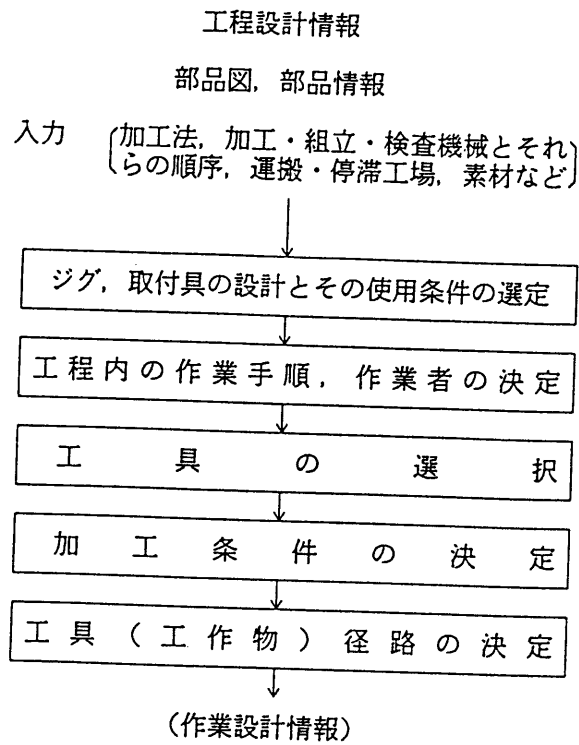 工程設計情報
部品図，部品情報
入力 (加工法，加工・組立・検査機械とそれ
らの順序，運搬・停滞工場，素材など)
ジグ，取付具の設計とその使用条件の選定
工程内の作業手順，作業者の決定
工具の選択
加工条件の決定
工具（工作物）径路の決定
（作業設計情報）